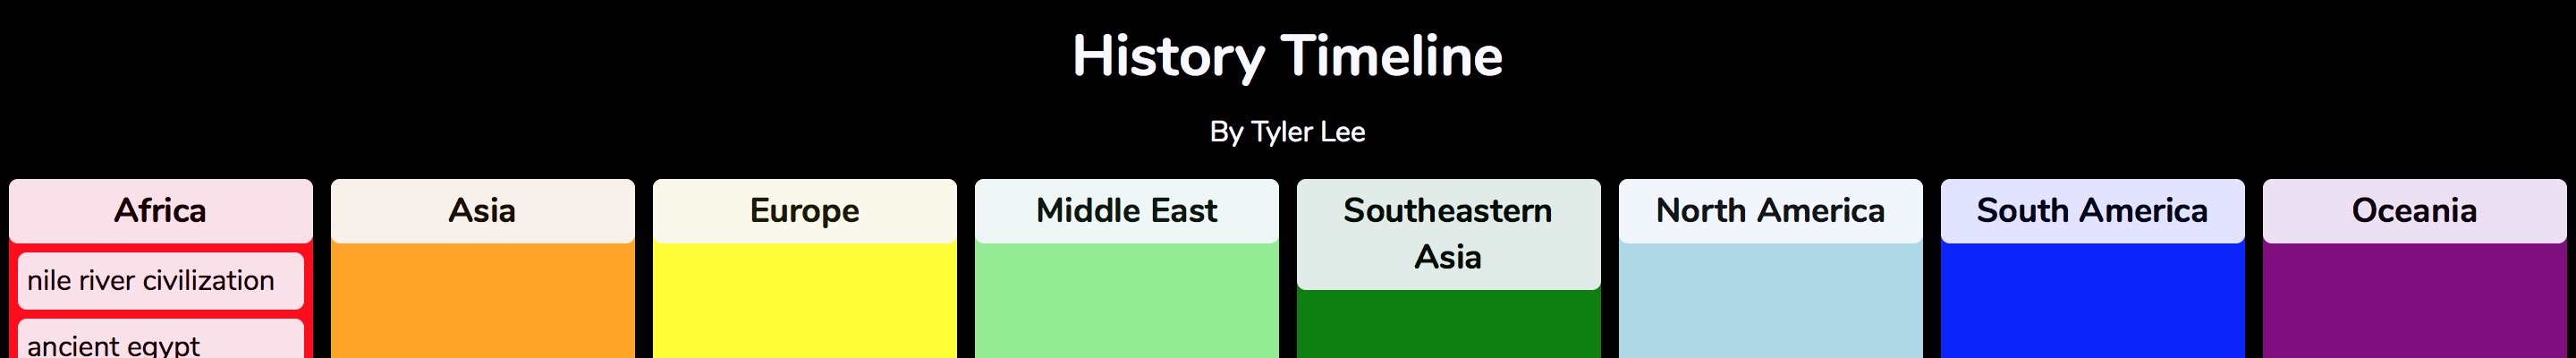 History Timeline
By Tyler Lee
Africa
Asia
Europe
Middle East
Southeastern
Asia
North America
South America
Oceania
nile river civilization
ancient egypt